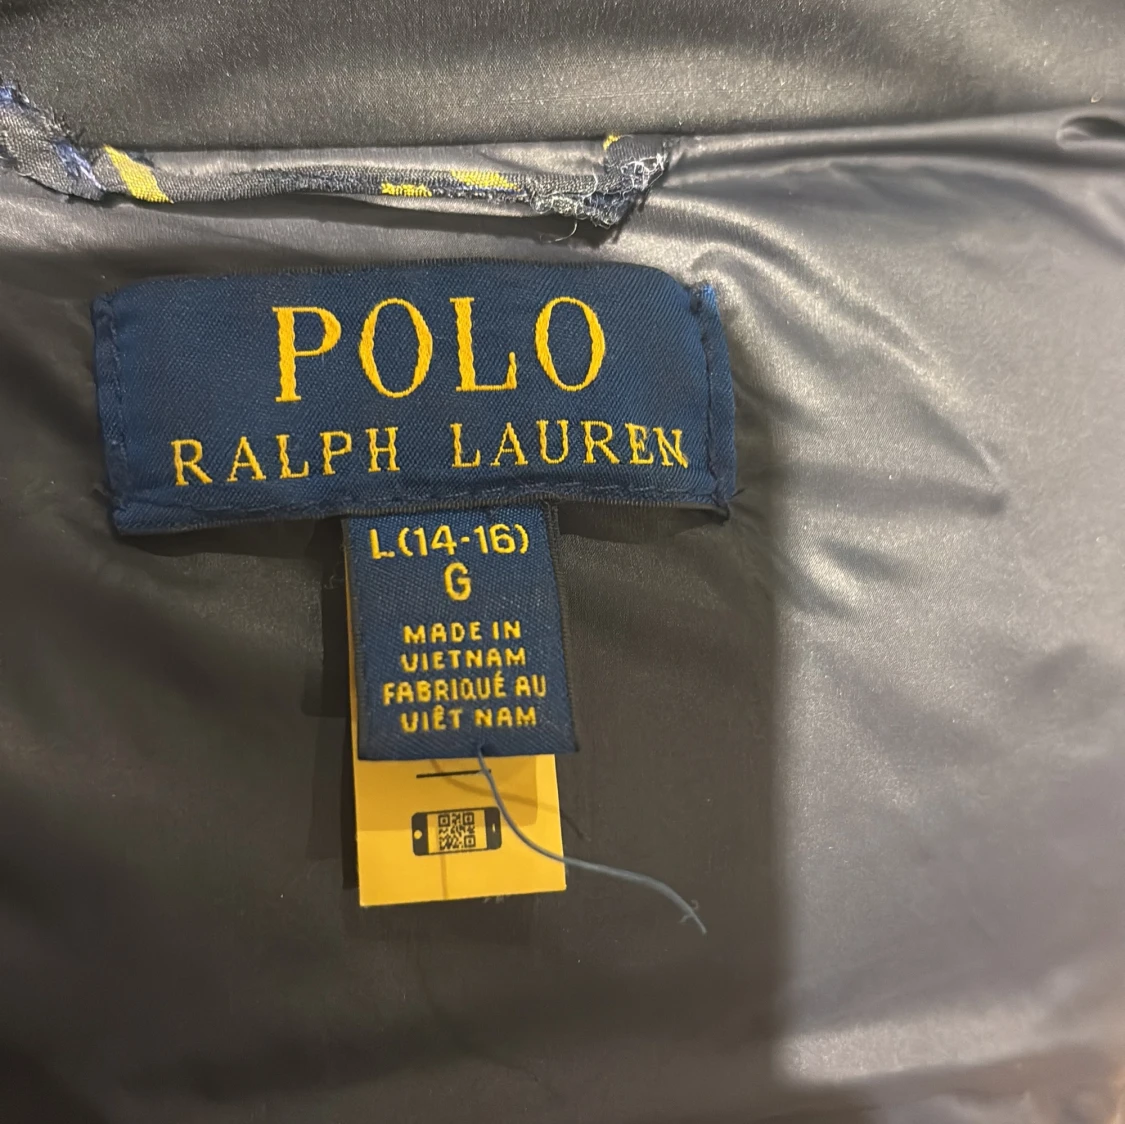 POLO
RALPH LAUREN
L(14-16)
G
MADE IN
VIETNAM
FABRIQUÉ AU
VIÊT NAM